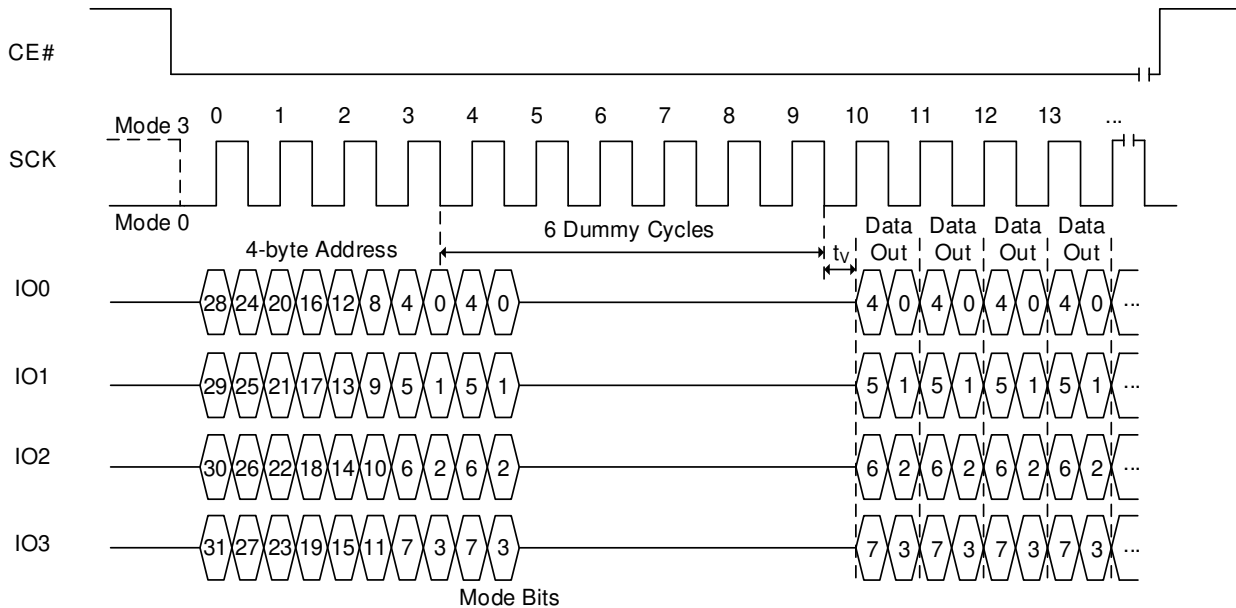 CE#
0 1 2 3 4 5 6 7 8 9 10 11 12 13 ...
Mode 3
SCK
Mode 0
4-byte Address
6 Dummy Cycles
tV
Data Out
Data Out
Data Out
Data Out
IO0
28 24 20 16 12 8 4 0 4 0 4 0 4 0 4 0 4 0 ...
IO1
29 25 21 17 13 9 5 1 5 1 5 1 5 1 5 1 5 1 ...
IO2
30 26 22 18 14 10 6 2 6 2 6 2 6 2 6 2 6 2 ...
IO3
31 27 23 19 15 11 7 3 7 3 7 3 7 3 7 3 7 3 ...
Mode Bits